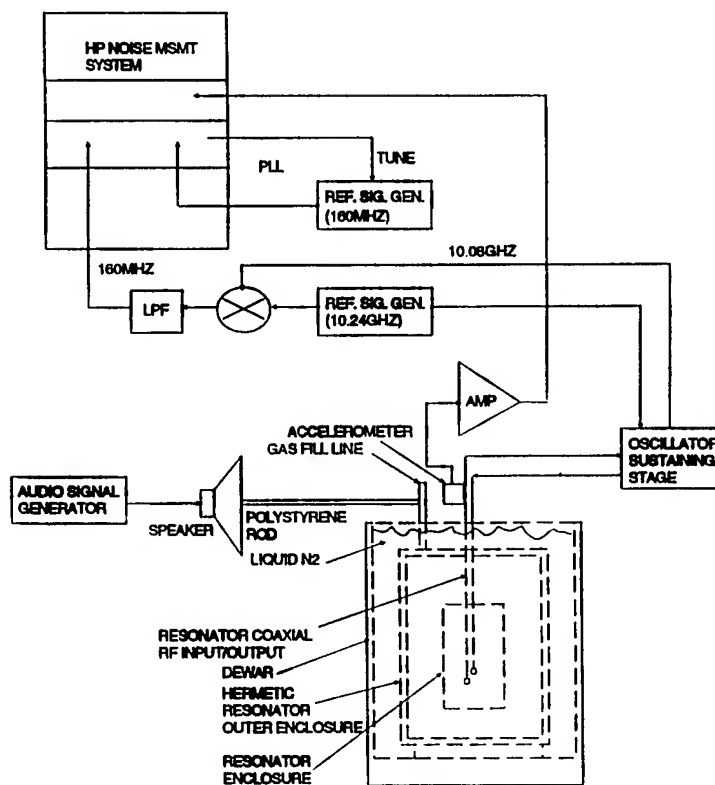 HP NOISE MSMT
SYSTEM
TUNE
PLL
REF. SIG. GEN.
(160MHZ)
10.08GHZ
160MHZ
LPF
REF. SIG. GEN.
(10.24GHZ)
AMP
ACCELEROMETER
GAS FILL LINE
OSCILLATOR
SUSTAINING
STAGE
AUDIO SIGNAL
GENERATOR
SPEAKER
POLYSTYRENE
ROD
LIQUID N2
RESONATOR COAXIAL
RF INPUT/OUTPUT
DEWAR
HERMETIC
RESONATOR
OUTER ENCLOSURE
RESONATOR
ENCLOSURE